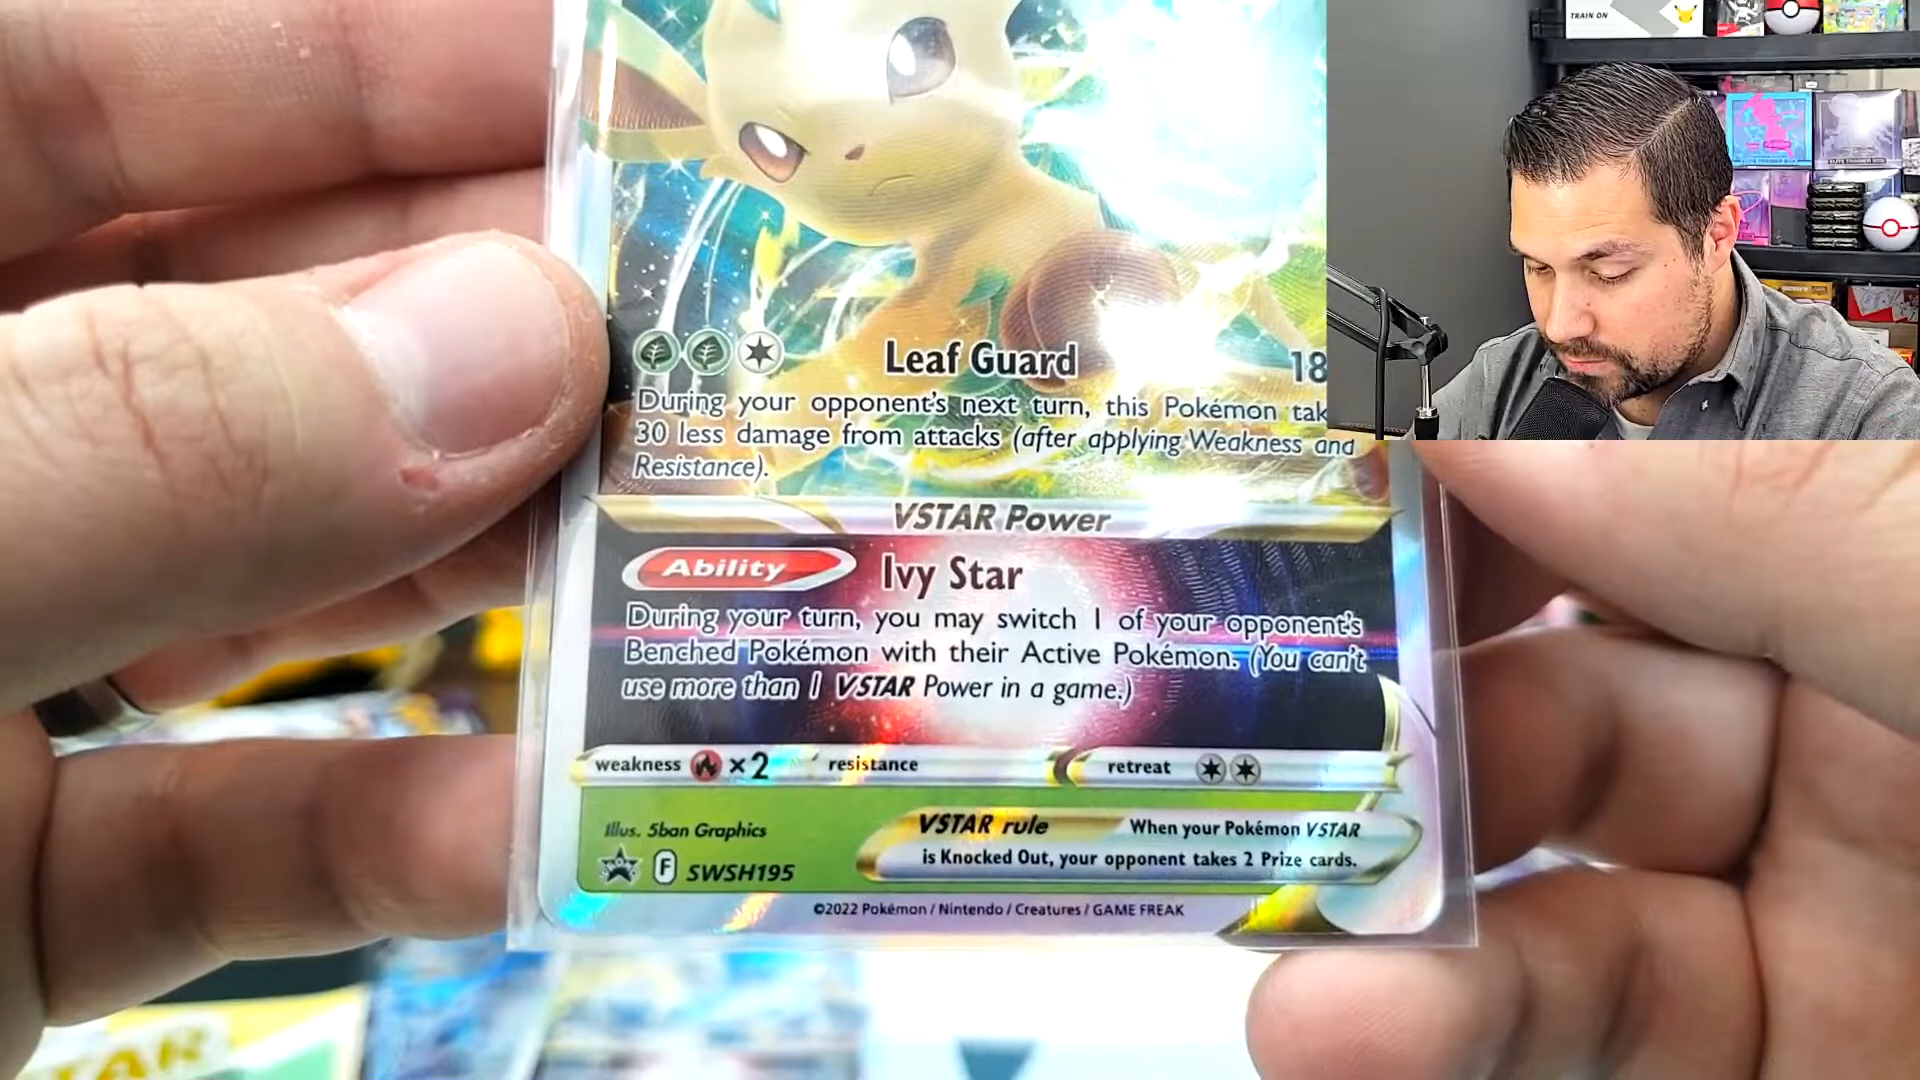 TRAIN ON
Leaf Guard 18
During your opponent's next turn, this Pokémon tak
30 less damage from attacks (after applying Weakness and
Resistance).
VSTAR Power
Ability Ivy Star
During your turn, you may switch 1 of your opponent's
Benched Pokémon with their Active Pokémon. (You can't
use more than 1 VSTAR Power in a game.)
weakness ×2 resistance retreat
Illus. 5ban Graphics
VSTAR rule When your Pokémon VSTAR
is Knocked Out, your opponent takes 2 Prize cards.
F SWSH195
©2022 Pokémon / Nintendo / Creatures / GAME FREAK
TAR